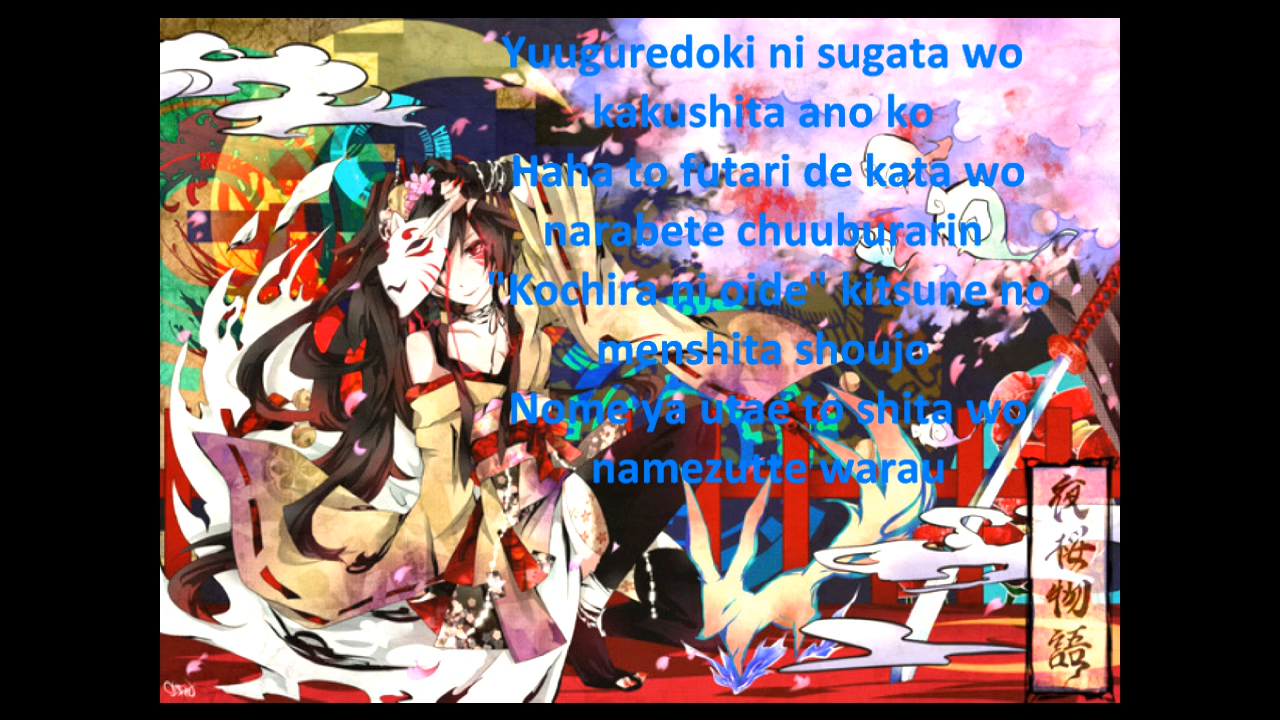 Yuuguredoki ni sugata wo
kakushita ano ko
Haha to futari de kata wo
narabete chuuburarin
"Kochira ni oide" kitsune no
menshita shoujo
Nome ya utae to shita wo
namezutte warau
夜桜物語